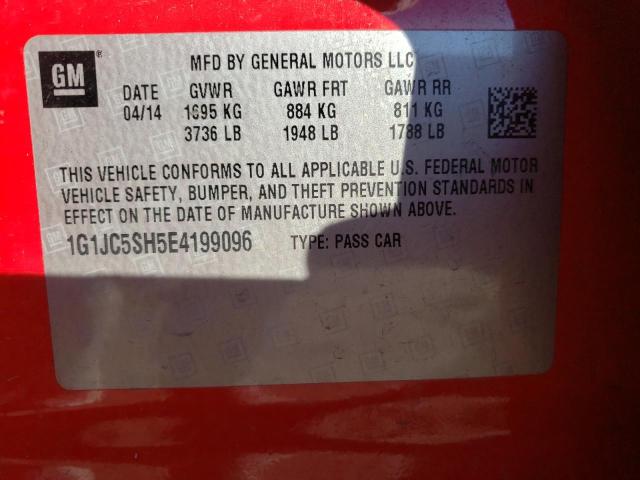 GM ® MFD BY GENERAL MOTORS LLC
DATE GVWR GAWR FRT GAWR RR
04/14 1695 KG 884 KG 811 KG
3736 LB 1948 LB 1788 LB
THIS VEHICLE CONFORMS TO ALL APPLICABLE U.S. FEDERAL MOTOR
VEHICLE SAFETY, BUMPER, AND THEFT PREVENTION STANDARDS IN
EFFECT ON THE DATE OF MANUFACTURE SHOWN ABOVE.
1G1JC5SH5E4199096 TYPE: PASS CAR